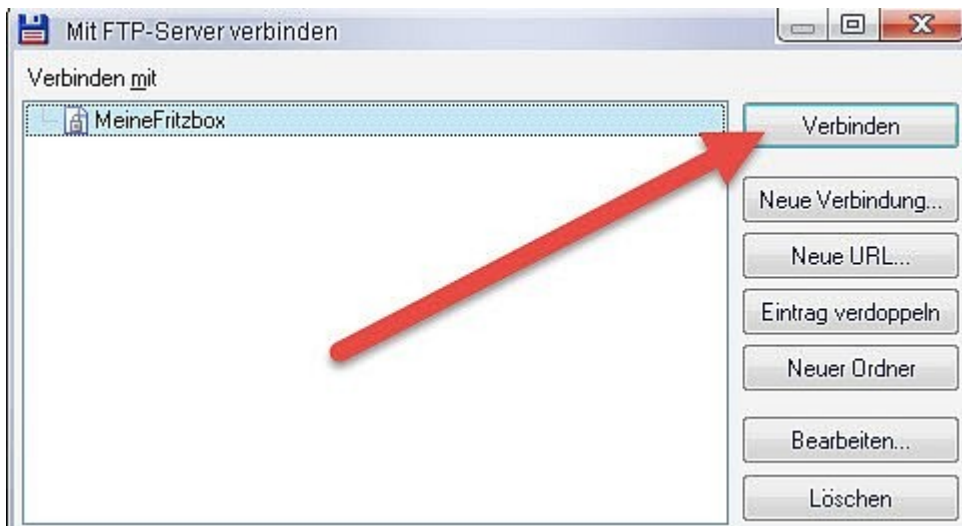 Mit FTP-Server verbinden
Verbinden mit
MeineFritzbox
Verbinden
Neue Verbindung...
Neue URL...
Eintrag verdoppeln
Neuer Ordner
Bearbeiten...
Löschen